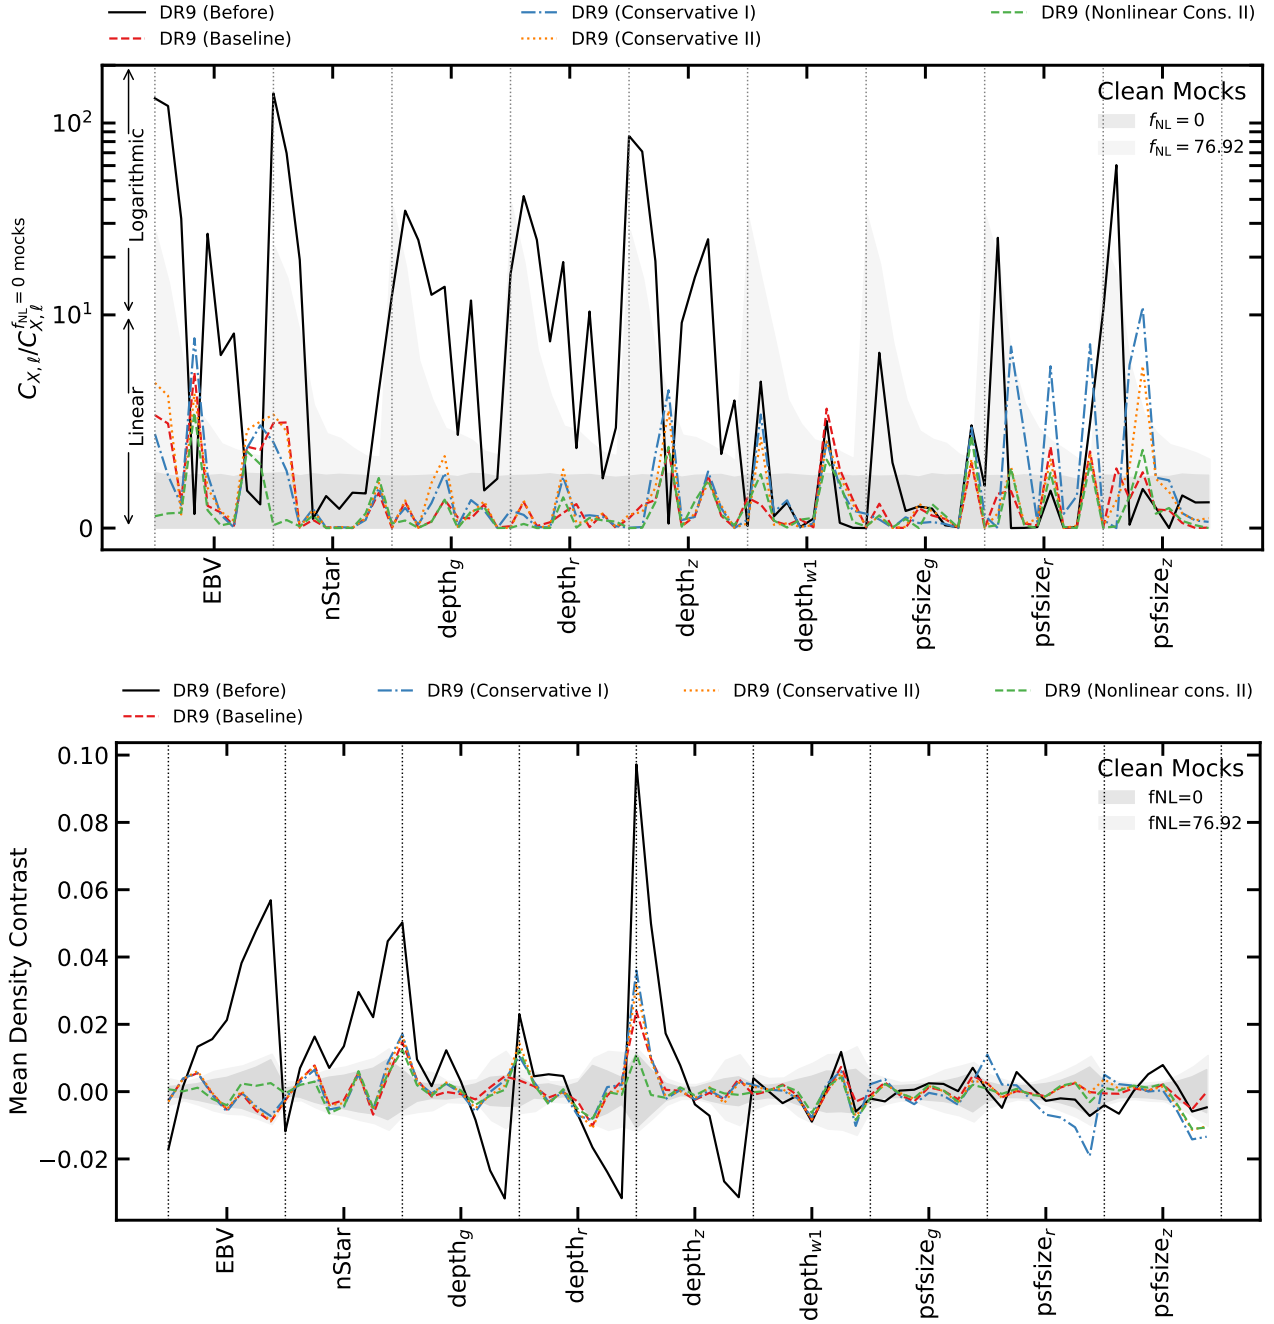 DR9 (Before) DR9 (Conservative I) DR9 (Nonlinear Cons. II)
DR9 (Baseline) DR9 (Conservative II)
Clean Mocks
f_NL = 0
f_NL = 76.92
Logarithmic
Linear
10²
10¹
0
C_X,ℓ/C_X,ℓ^f_NL = 0 mocks
EBV nStar depth_g depth_r depth_z depth_w1 psfsize_g psfsize_r psfsize_z
DR9 (Before) DR9 (Conservative I) DR9 (Conservative II) DR9 (Nonlinear cons. II)
DR9 (Baseline)
Clean Mocks
fNL=0
fNL=76.92
0.10
0.08
0.06
0.04
0.02
0.00
−0.02
Mean Density Contrast
EBV nStar depth_g depth_r depth_z depth_w1 psfsize_g psfsize_r psfsize_z